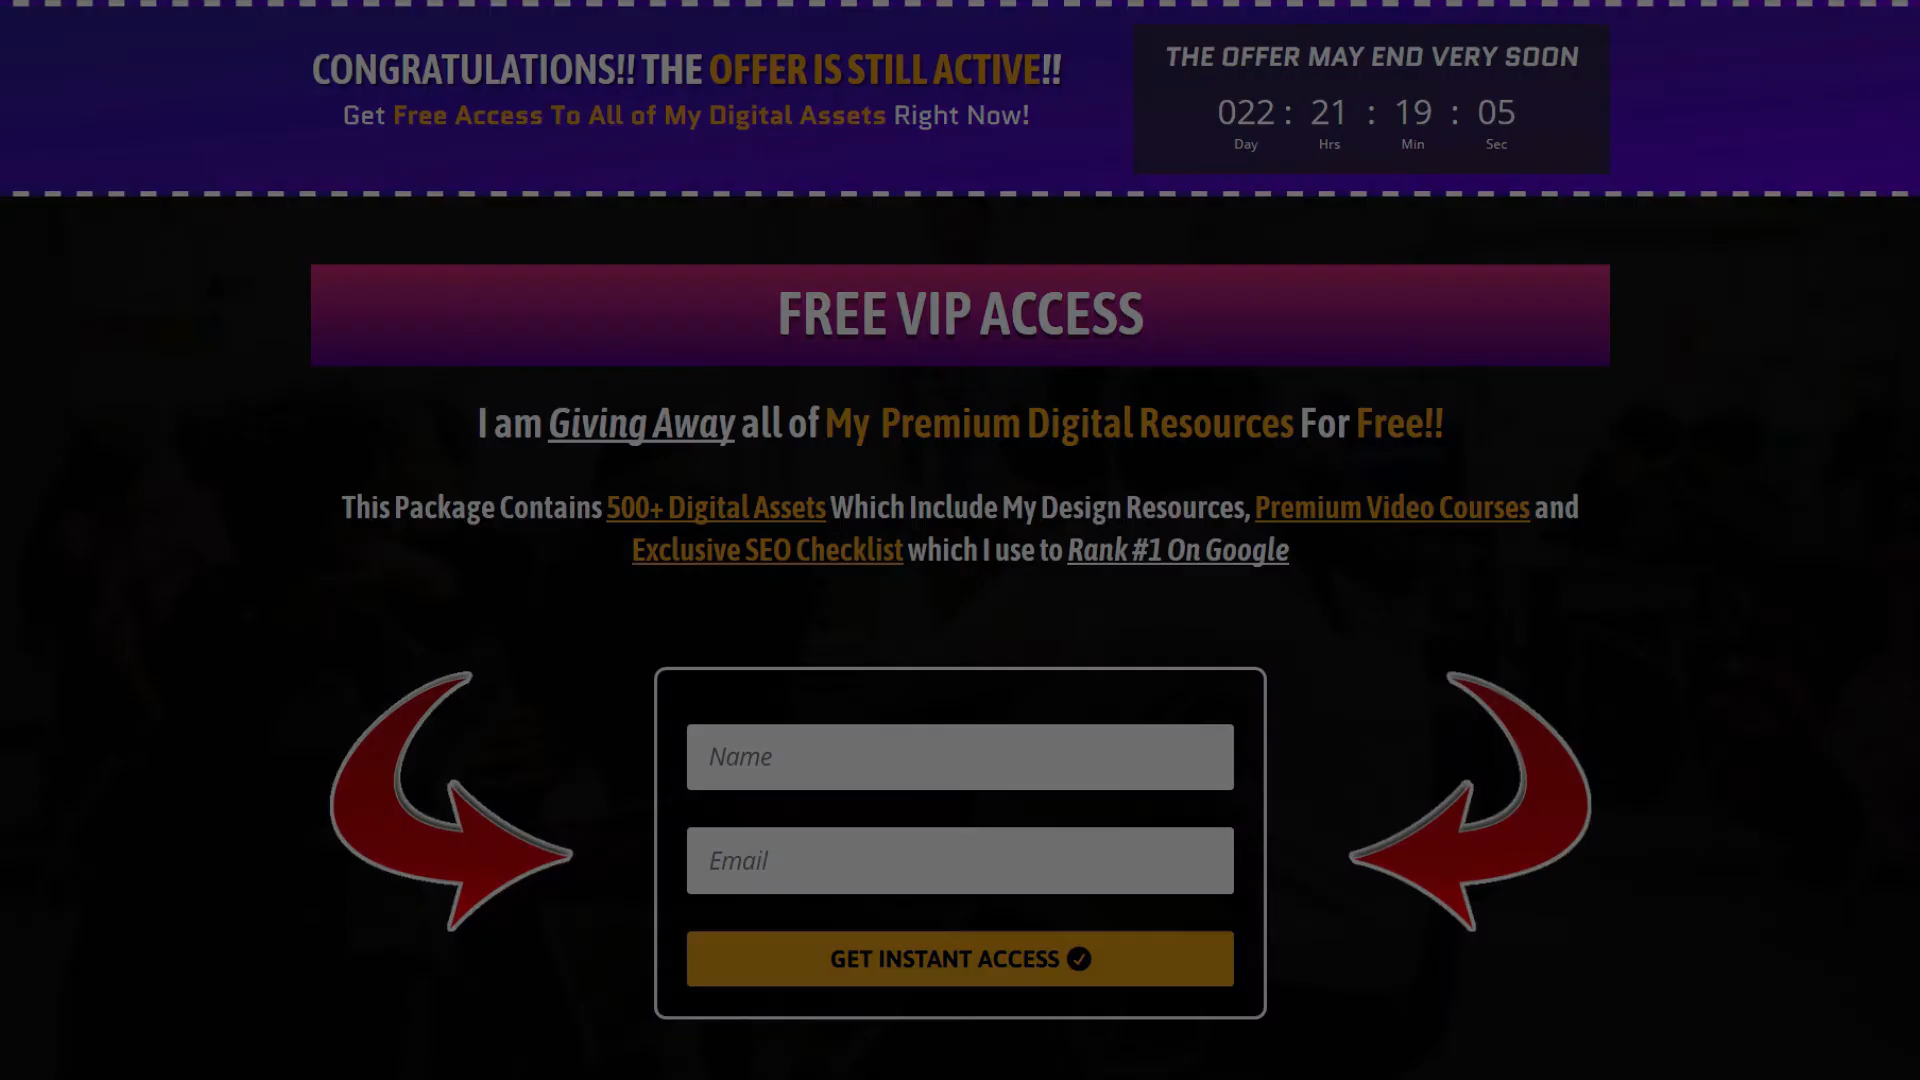 CONGRATULATIONS!! THE OFFER IS STILL ACTIVE!!
Get Free Access To All of My Digital Assets Right Now!
THE OFFER MAY END VERY SOON
022 : 21 : 19 : 05
Day Hrs Min Sec
FREE VIP ACCESS
I am Giving Away all of My Premium Digital Resources For Free!!
This Package Contains 500+ Digital Assets Which Include My Design Resources, Premium Video Courses and
Exclusive SEO Checklist which I use to Rank #1 On Google
Name
Email
GET INSTANT ACCESS